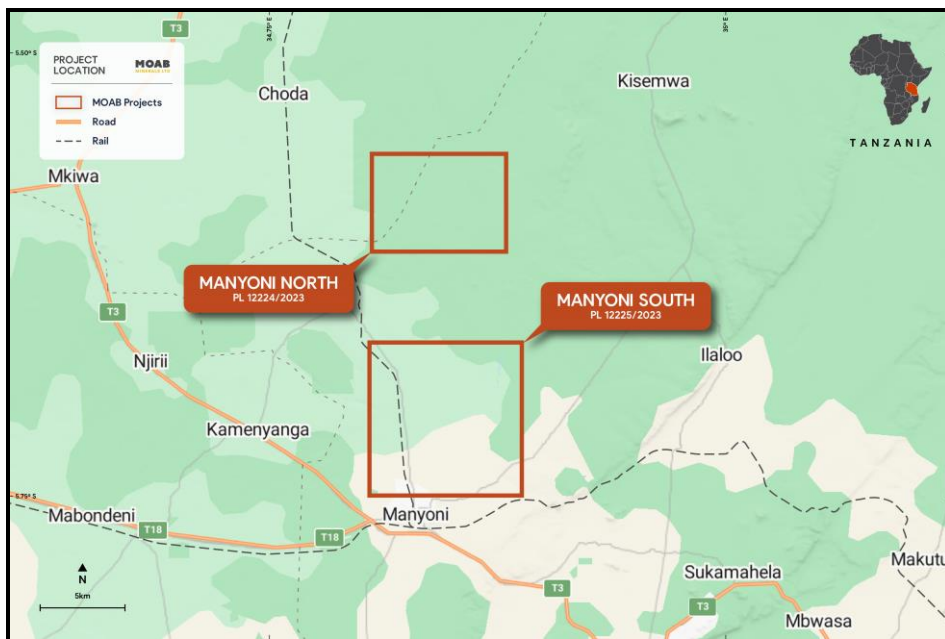 T3
34.75° E
35° E
5.50° S
PROJECT
LOCATION
MOAB
MINERALS LTD
MOAB Projects
Road
Rail
Choda
Kisemwa
TANZANIA
Mkiwa
MANYONI NORTH
PL 12224/2023
MANYONI SOUTH
PL 12225/2023
T3
Njirii
Ilaloo
Kamenyanga
5.75° S
Mabondeni
T18
T18
Manyoni
N
5km
T3
Sukamahela
T3
Makutu
Mbwasa